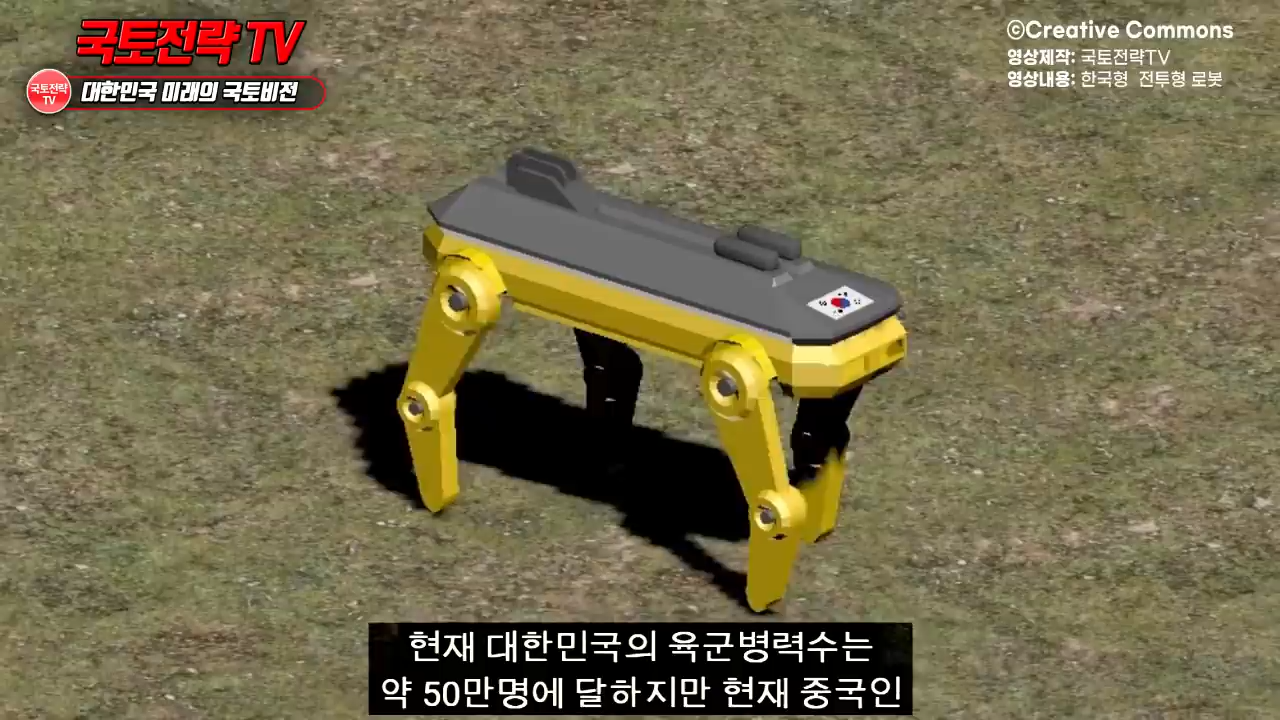 국토전략 TV
국토전략
TV
대한민국 미래의 국토비전
©Creative Commons
영상제작: 국토전략TV
영상내용: 한국형 전투형 로봇
현재 대한민국의 육군병력수는
약 50만명에 달하지만 현재 중국인